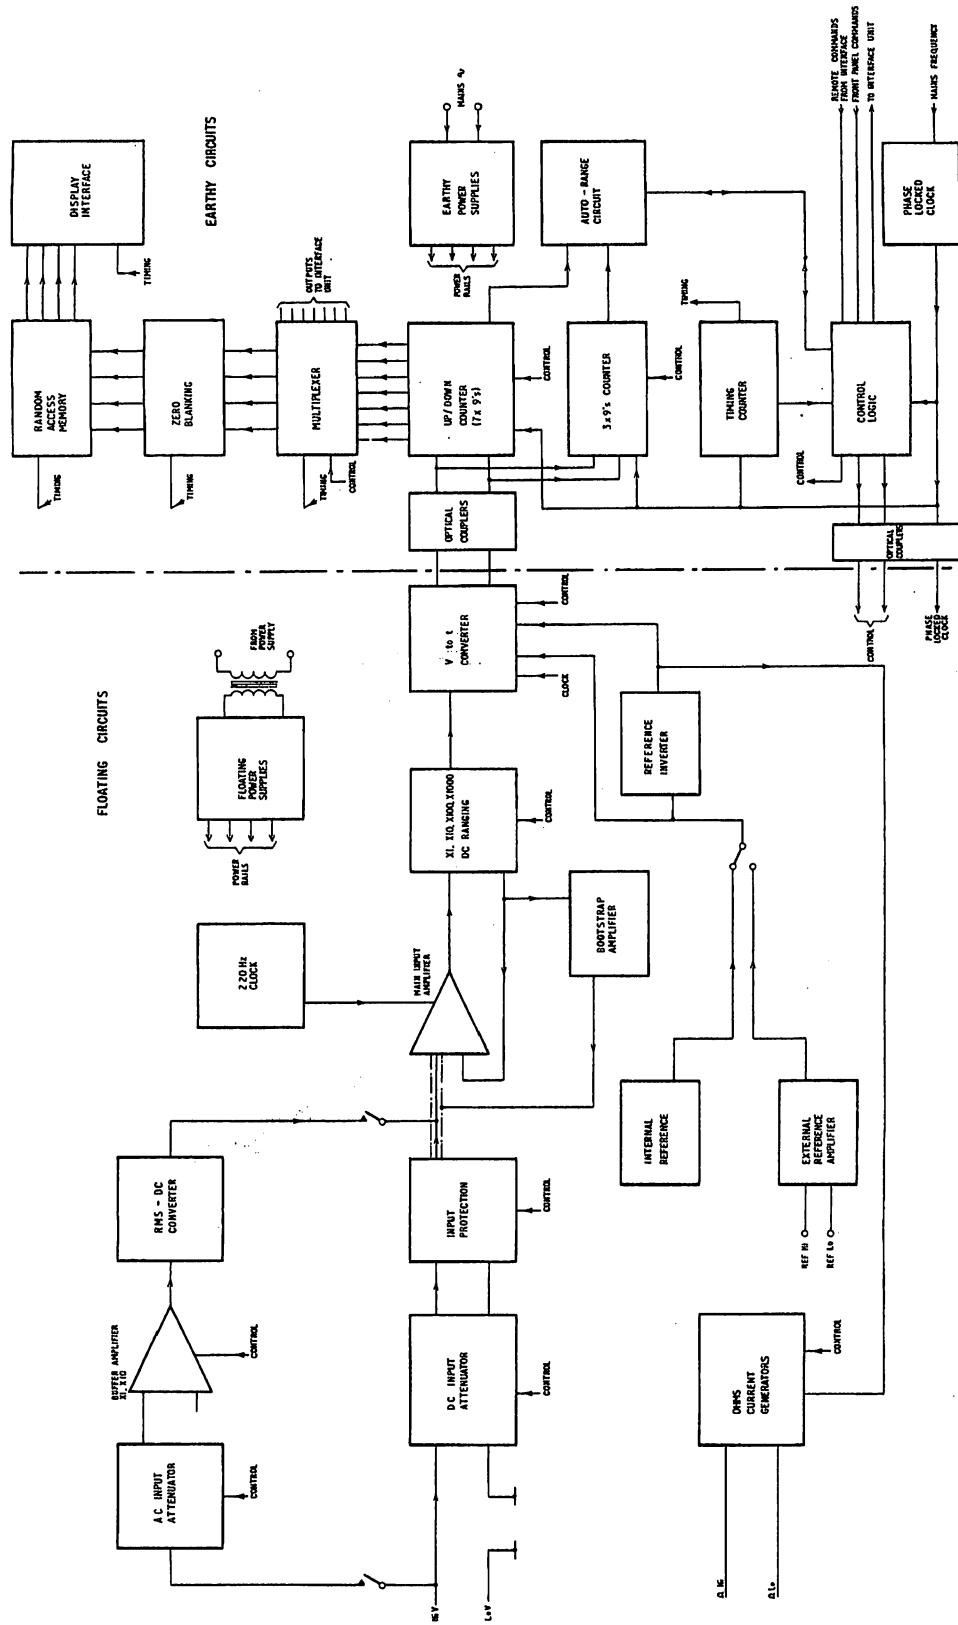 FLOATING CIRCUITS
EARTHY CIRCUITS
AC INPUT
ATTENUATOR
CONTROL
BUFFER AMPLIFIER
X1, X10
CONTROL
RMS - DC
CONVERTER
220Hz
CLOCK
FLOATING
POWER
SUPPLIES
POWER
RAILS
FROM
POWER
SUPPLY
RANDOM
ACCESS
MEMORY
TIMING
DISPLAY
INTERFACE
TIMING
ZERO
BLANKING
TIMING
MULTIPLEXER
TIMING
CONTROL
OUTPUTS
TO INTERFACE
UNIT
Hi V
Lo V
DC INPUT
ATTENUATOR
CONTROL
INPUT
PROTECTION
CONTROL
MAIN INPUT
AMPLIFIER
X1, X10, X100, X1000
DC RANGING
CONTROL
V to t
CONVERTER
CLOCK
CONTROL
OPTICAL
COUPLERS
UP/DOWN
COUNTER
(7 x 9's)
CONTROL
EARTHY
POWER
SUPPLIES
POWER
RAILS
MAINS
BOOTSTRAP
AMPLIFIER
3 x 9's COUNTER
CONTROL
AUTO - RANGE
CIRCUIT
INTERNAL
REFERENCE
REFERENCE
INVERTER
TIMING
COUNTER
TIMING
EXTERNAL
REFERENCE
AMPLIFIER
REF Hi
REF Lo
OHMS
CURRENT
GENERATORS
CONTROL
Ω Hi
Ω Lo
CONTROL
LOGIC
CONTROL
OPTICAL
COUPLERS
CONTROL
PHASE
LOCKED
CLOCK
REMOTE COMMANDS
FROM INTERFACE
FRONT PANEL COMMANDS
TO INTERFACE UNIT
PHASE
LOCKED
CLOCK
MAINS FREQUENCY